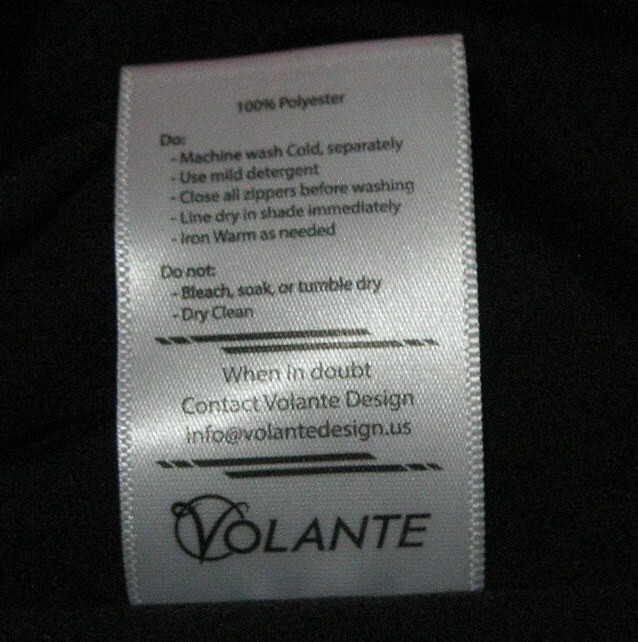 100% Polyester
Do:
- Machine wash Cold, separately
- Use mild detergent
- Close all zippers before washing
- Line dry in shade immediately
- Iron Warm as needed
Do not:
- Bleach, soak, or tumble dry
- Dry Clean
When in doubt
Contact Volante Design
info@volantedesign.us
VOLANTE